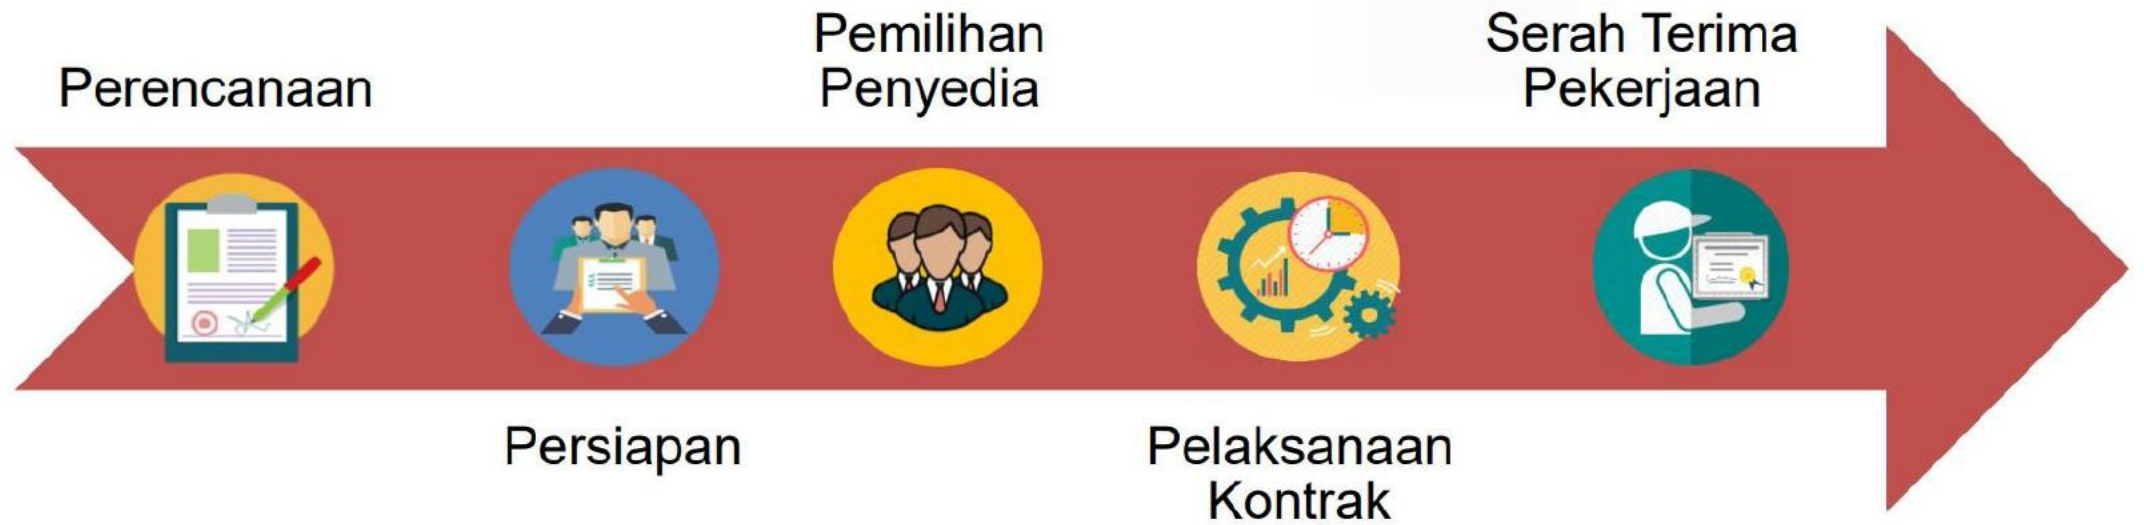 Perencanaan
Persiapan
Pemilihan
Penyedia
Pelaksanaan
Kontrak
Serah Terima
Pekerjaan